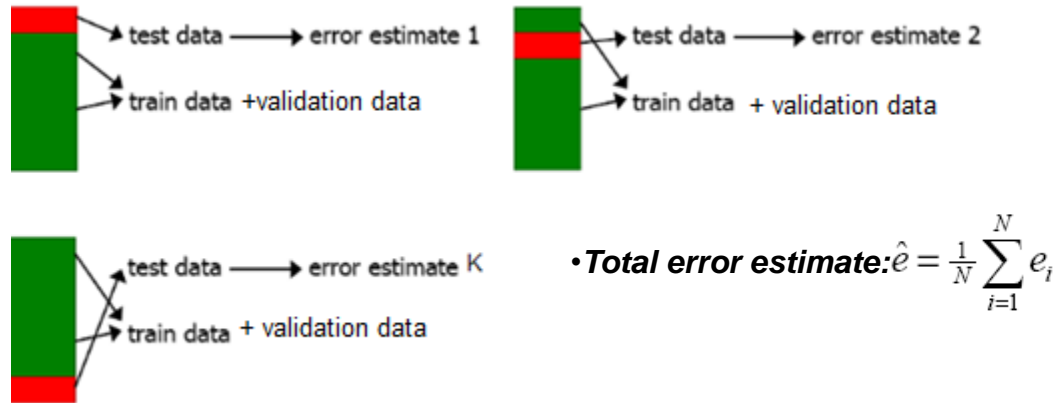 test data error estimate 1
train data +validation data
test data error estimate 2
train data + validation data
test data error estimate K
train data + validation data
•Total error estimate: ê = 1/N ∑_{i=1}^{N} e_i